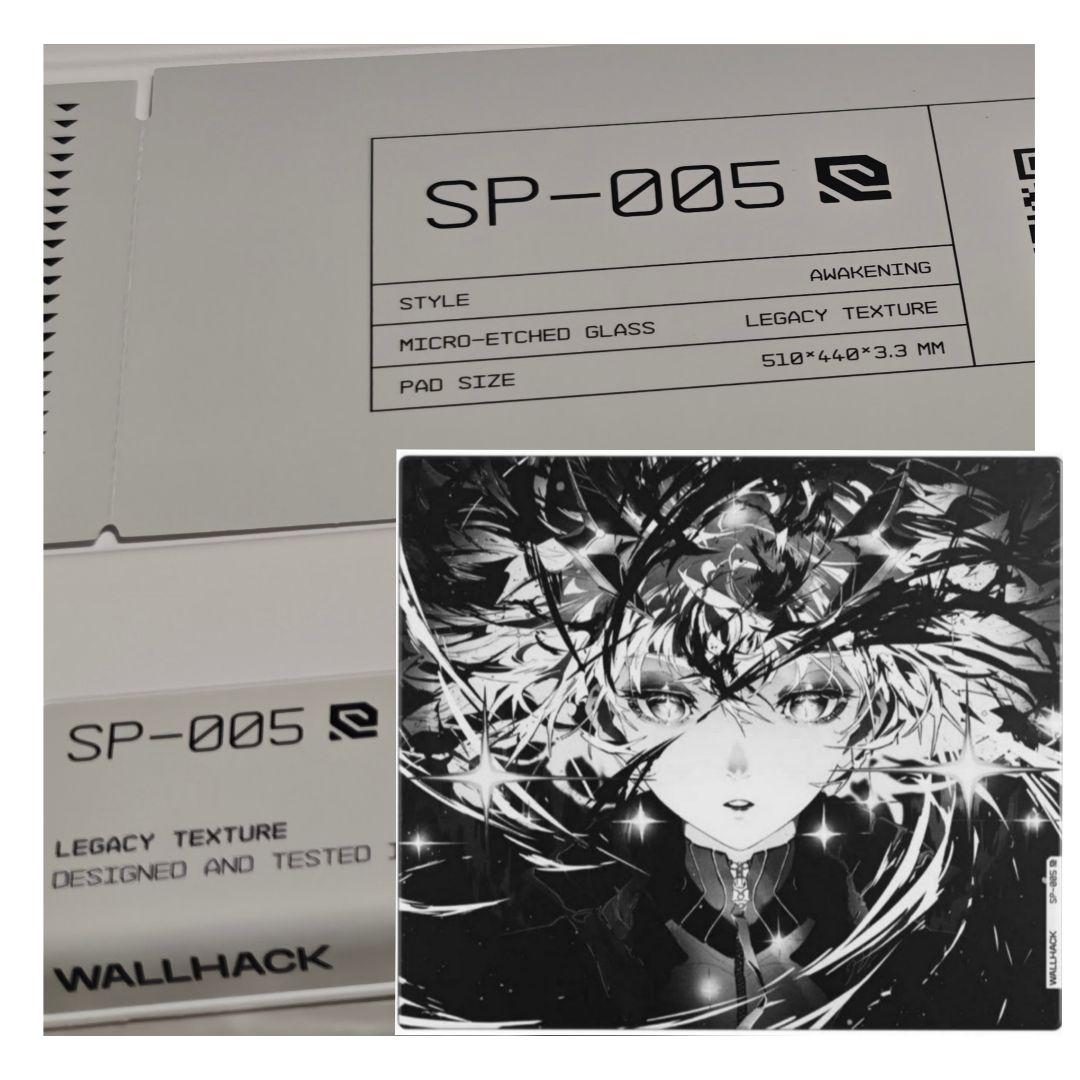 SP-005
STYLE AWAKENING
MICRO-ETCHED GLASS LEGACY TEXTURE
PAD SIZE 510*440*3.3 MM
SP-005
LEGACY TEXTURE
DESIGNED AND TESTED
WALLHACK
WALLHACK SP-005